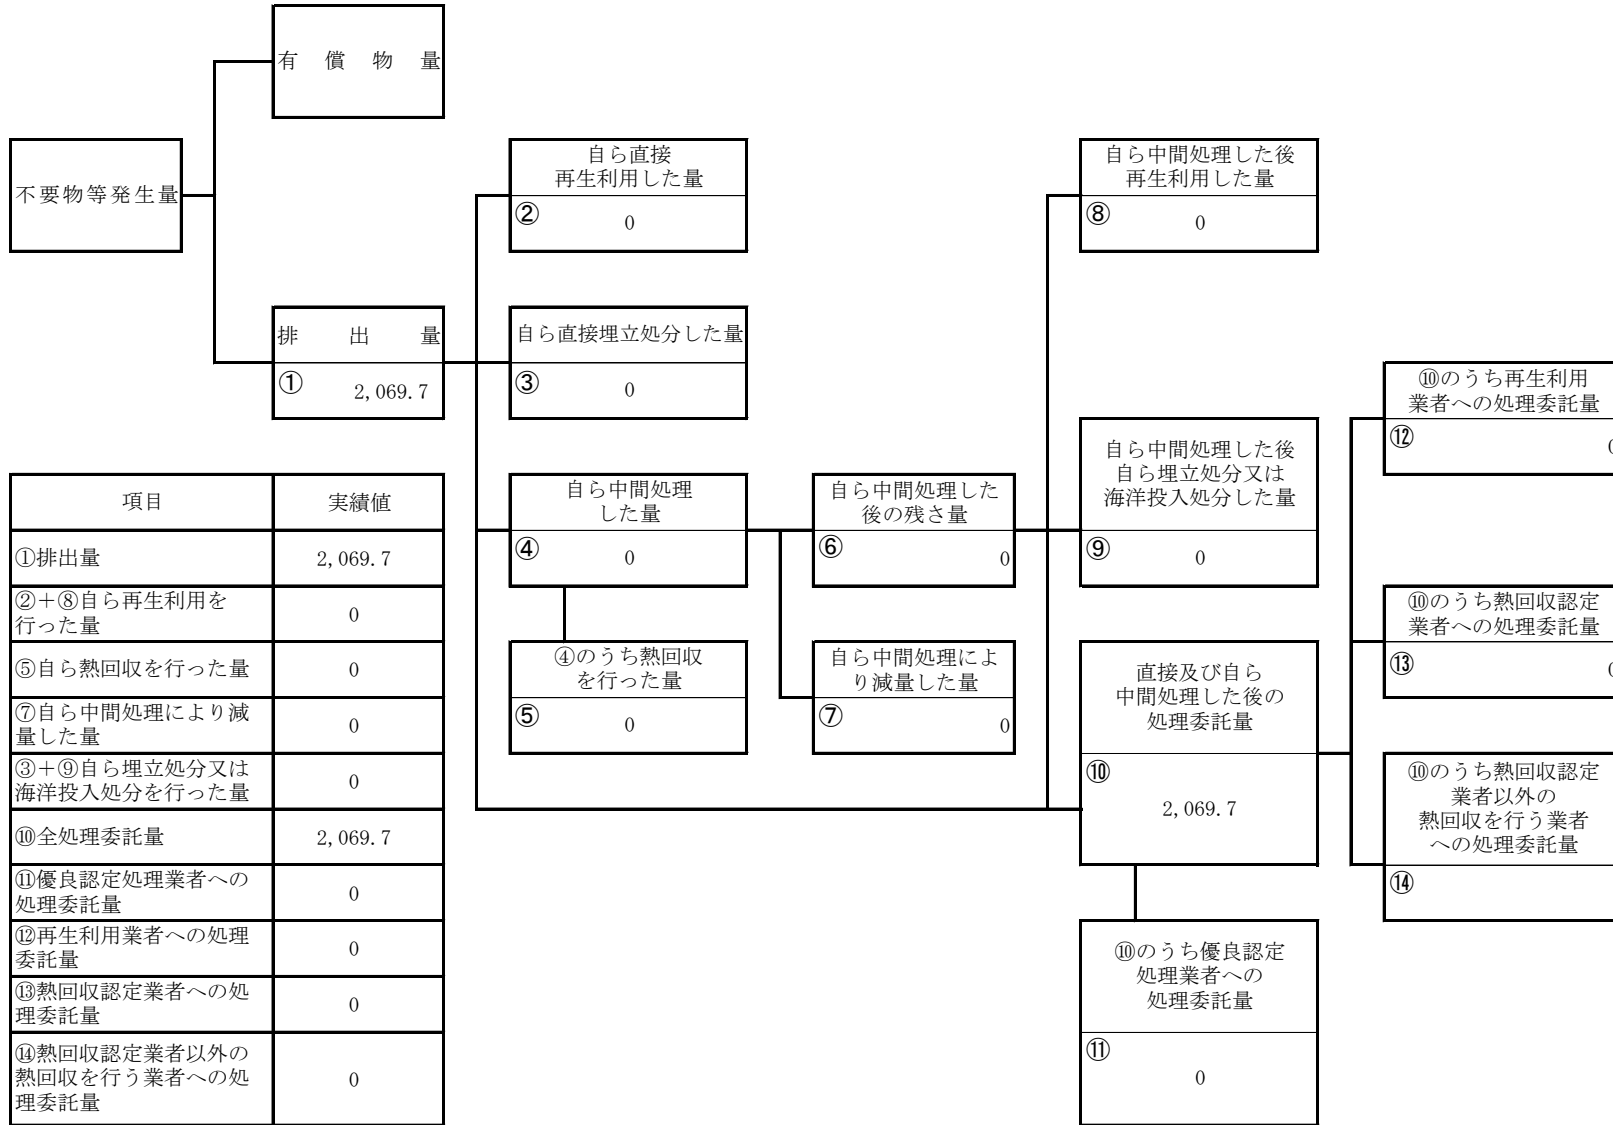 有償物量
不要物等発生量
自ら直接
再生利用した量
② 0
自ら中間処理した後
再生利用した量
⑧ 0
排出量
① 2,069.7
自ら直接埋立処分した量
③ 0
⑩のうち再生利用
業者への処理委託量
⑫ 0
自ら中間処理
した量
④ 0
自ら中間処理した
後の残さ量
⑥ 0
自ら中間処理した後
自ら埋立処分又は
海洋投入処分した量
⑨ 0
④のうち熱回収
を行った量
⑤ 0
自ら中間処理によ
り減量した量
⑦ 0
直接及び自ら
中間処理した後の
処理委託量
⑩
2,069.7
⑩のうち熱回収認定
業者への処理委託量
⑬ 0
⑩のうち熱回収認定
業者以外の
熱回収を行う業者
への処理委託量
⑭
⑩のうち優良認定
処理業者への
処理委託量
⑪
0
項目 実績値
①排出量 2,069.7
②＋⑧自ら再生利用を
行った量 0
⑤自ら熱回収を行った量 0
⑦自ら中間処理により減
量した量 0
③＋⑨自ら埋立処分又は
海洋投入処分を行った量 0
⑩全処理委託量 2,069.7
⑪優良認定処理業者への
処理委託量 0
⑫再生利用業者への処理
委託量 0
⑬熱回収認定業者への処
理委託量 0
⑭熱回収認定業者以外の
熱回収を行う業者への処
理委託量 0